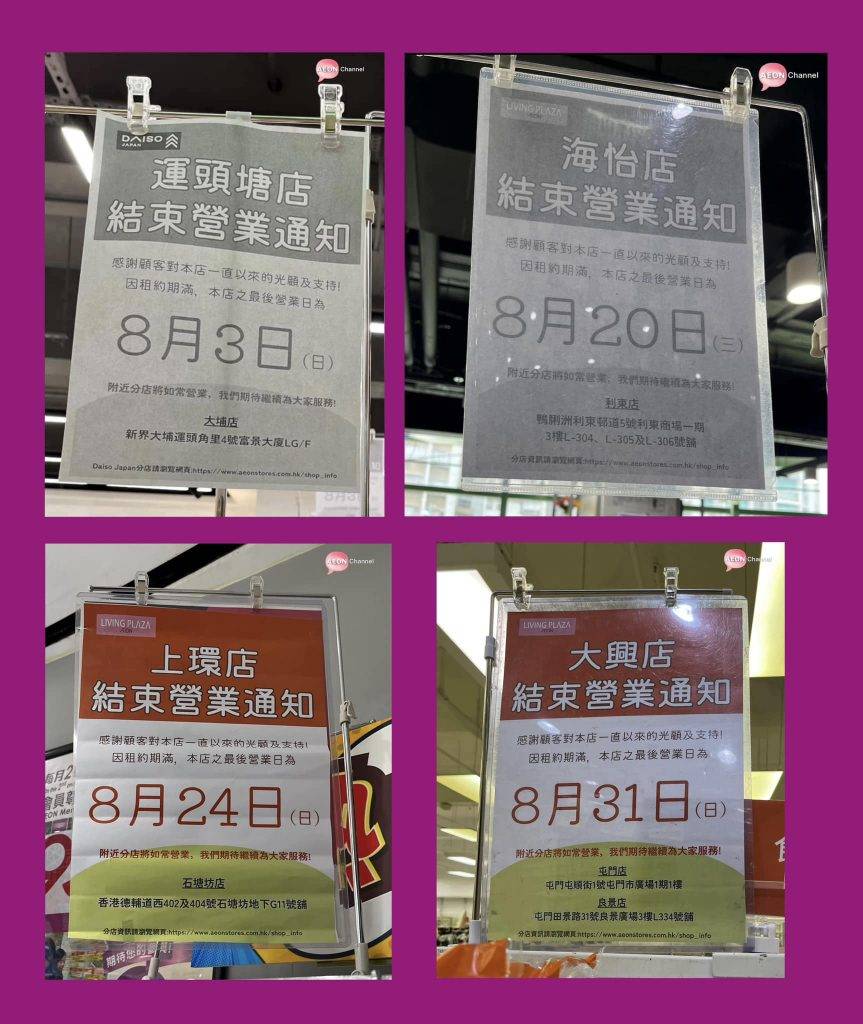 AEON Channel
DAISO
JAPAN
運頭塘店
結束營業通知
感謝顧客對本店一直以來的光顧及支持!
因租約期滿，本店之最後營業日為
8月3日(日)
附近分店將如常營業，我們期待繼續為大家服務!
大埔店
新界大埔運頭角里4號富景大廈LG/F
Daiso Japan分店請瀏覽網頁:https://www.aeonstores.com.hk/shop_info
AEON Channel
LIVING PLAZA
AEON
海怡店
結束營業通知
感謝顧客對本店一直以來的光顧及支持!
因租約期滿，本店之最後營業日為
8月20日(三)
附近分店將如常營業，我們期待繼續為大家服務!
利東店
鴨脷洲利東邨道5號利東商場一期
3樓L-304、L-305及L-306號舖
分店資訊請瀏覽網頁:https://www.aeonstores.com.hk/shop_info
AEON Channel
LIVING PLAZA
AEON
上環店
結束營業通知
感謝顧客對本店一直以來的光顧及支持!
因租約期滿，本店之最後營業日為
8月24日(日)
附近分店將如常營業，我們期待繼續為大家服務!
石塘坊店
香港德輔道西402及404號石塘坊地下G11號舖
分店資訊請瀏覽網頁:https://www.aeonstores.com.hk/shop_info
期待您的
AEON Channel
LIVING PLAZA
AEON
大興店
結束營業通知
感謝顧客對本店一直以來的光顧及支持!
因租約期滿，本店之最後營業日為
8月31日(日)
附近分店將如常營業，我們期待繼續為大家服務!
屯門店
屯門屯順街1號屯門市廣場1期1樓
良景店
屯門田景路31號良景廣場3樓L334號舖
分店資訊請瀏覽網頁:https://www.aeonstores.com.hk/shop_info